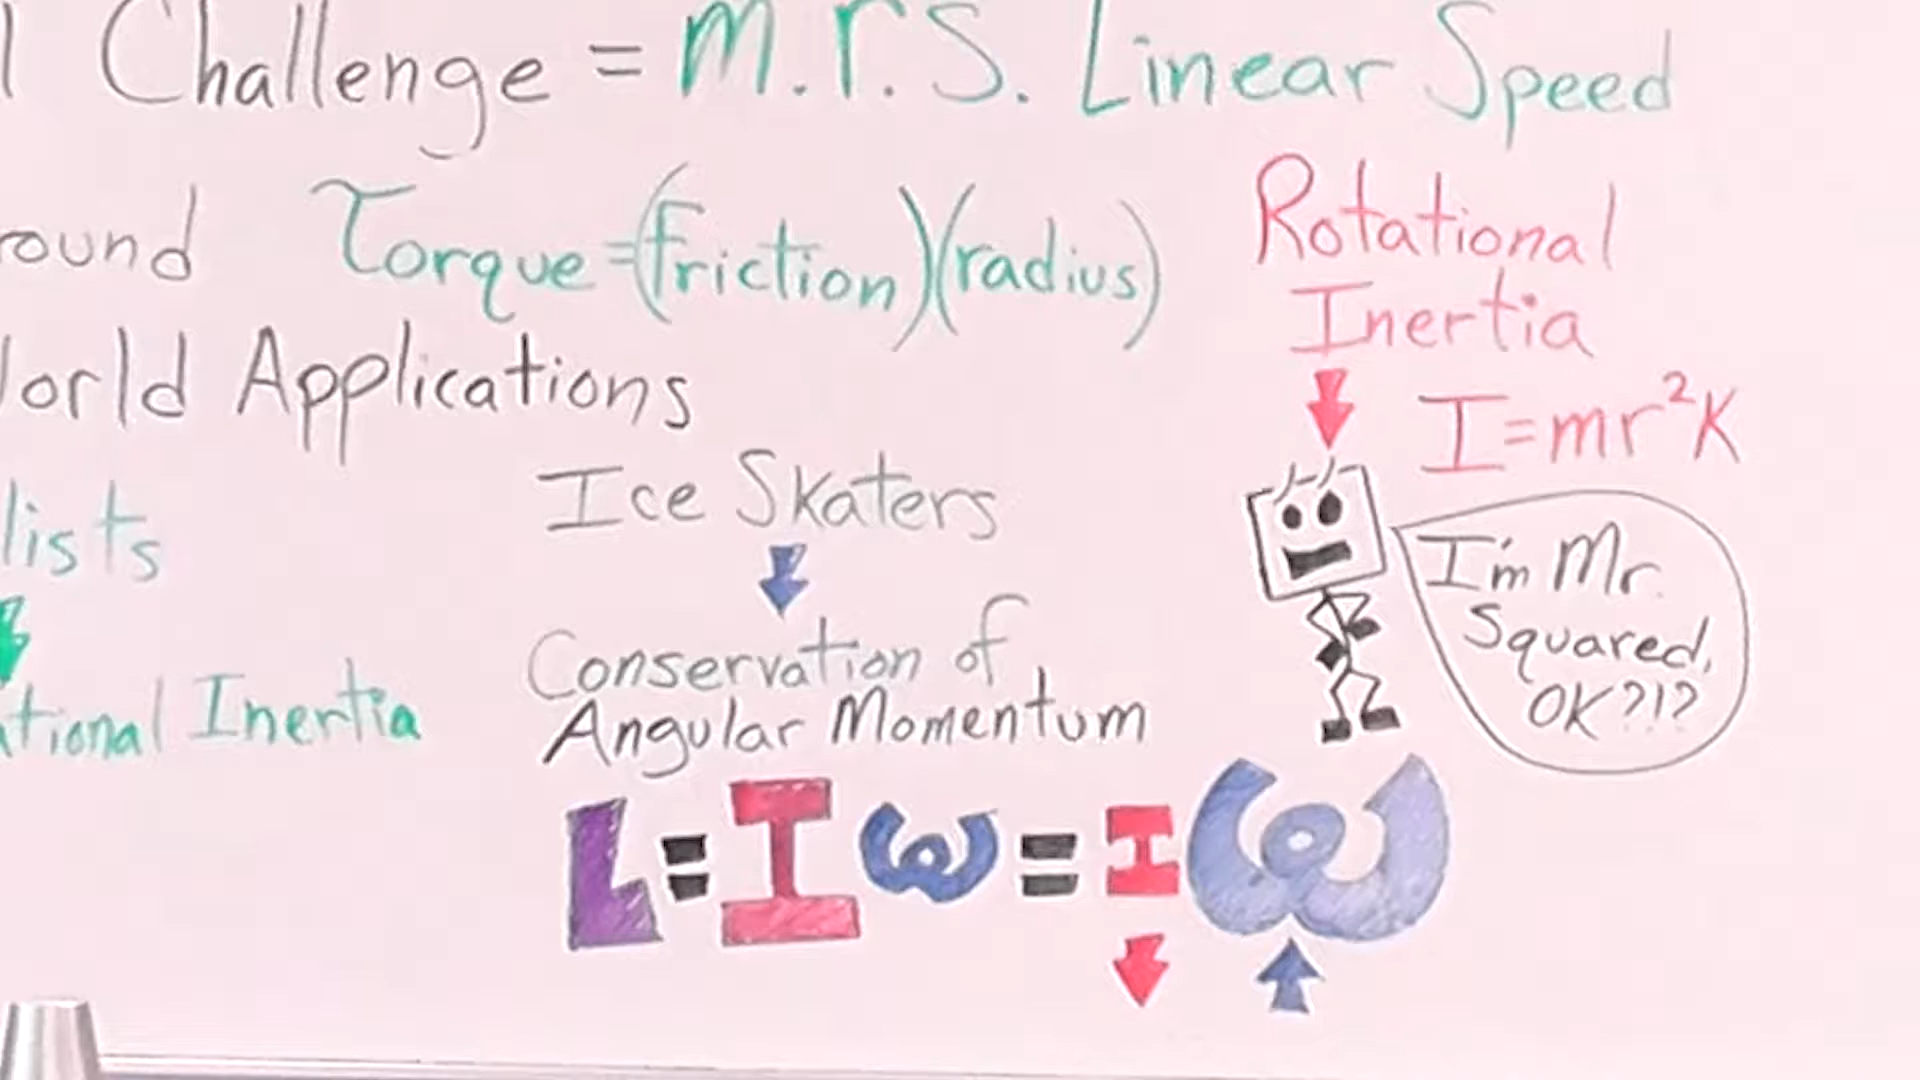 Challenge = m.r.S. Linear Speed
ound Torque=(friction)(radius)
Rotational
Inertia
orld Applications
I=mr²K
Ice Skaters
lists
I'm Mr.
Squared,
OK?!?
Conservation of
Angular Momentum
ational Inertia
L=Iω=Iω